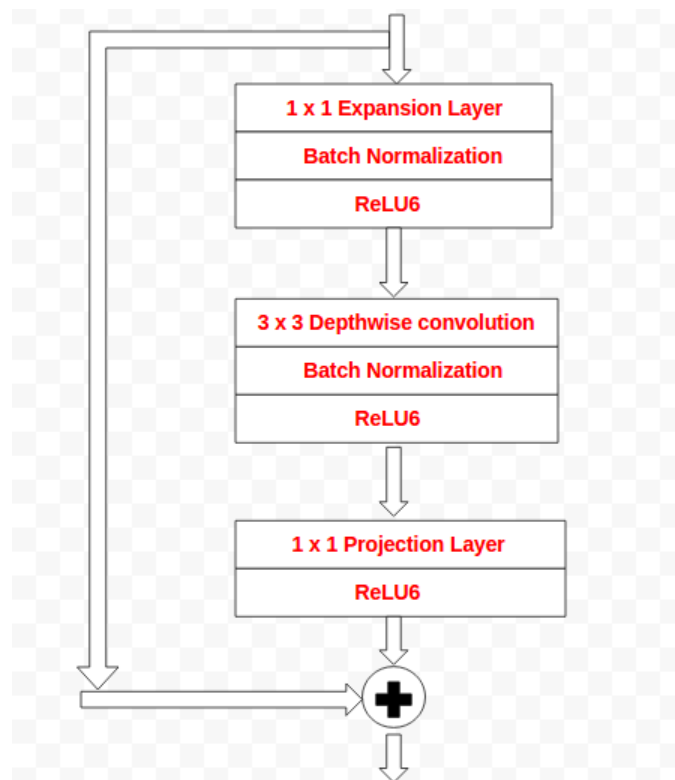 1 x 1 Expansion Layer
Batch Normalization
ReLU6
3 x 3 Depthwise convolution
Batch Normalization
ReLU6
1 x 1 Projection Layer
ReLU6